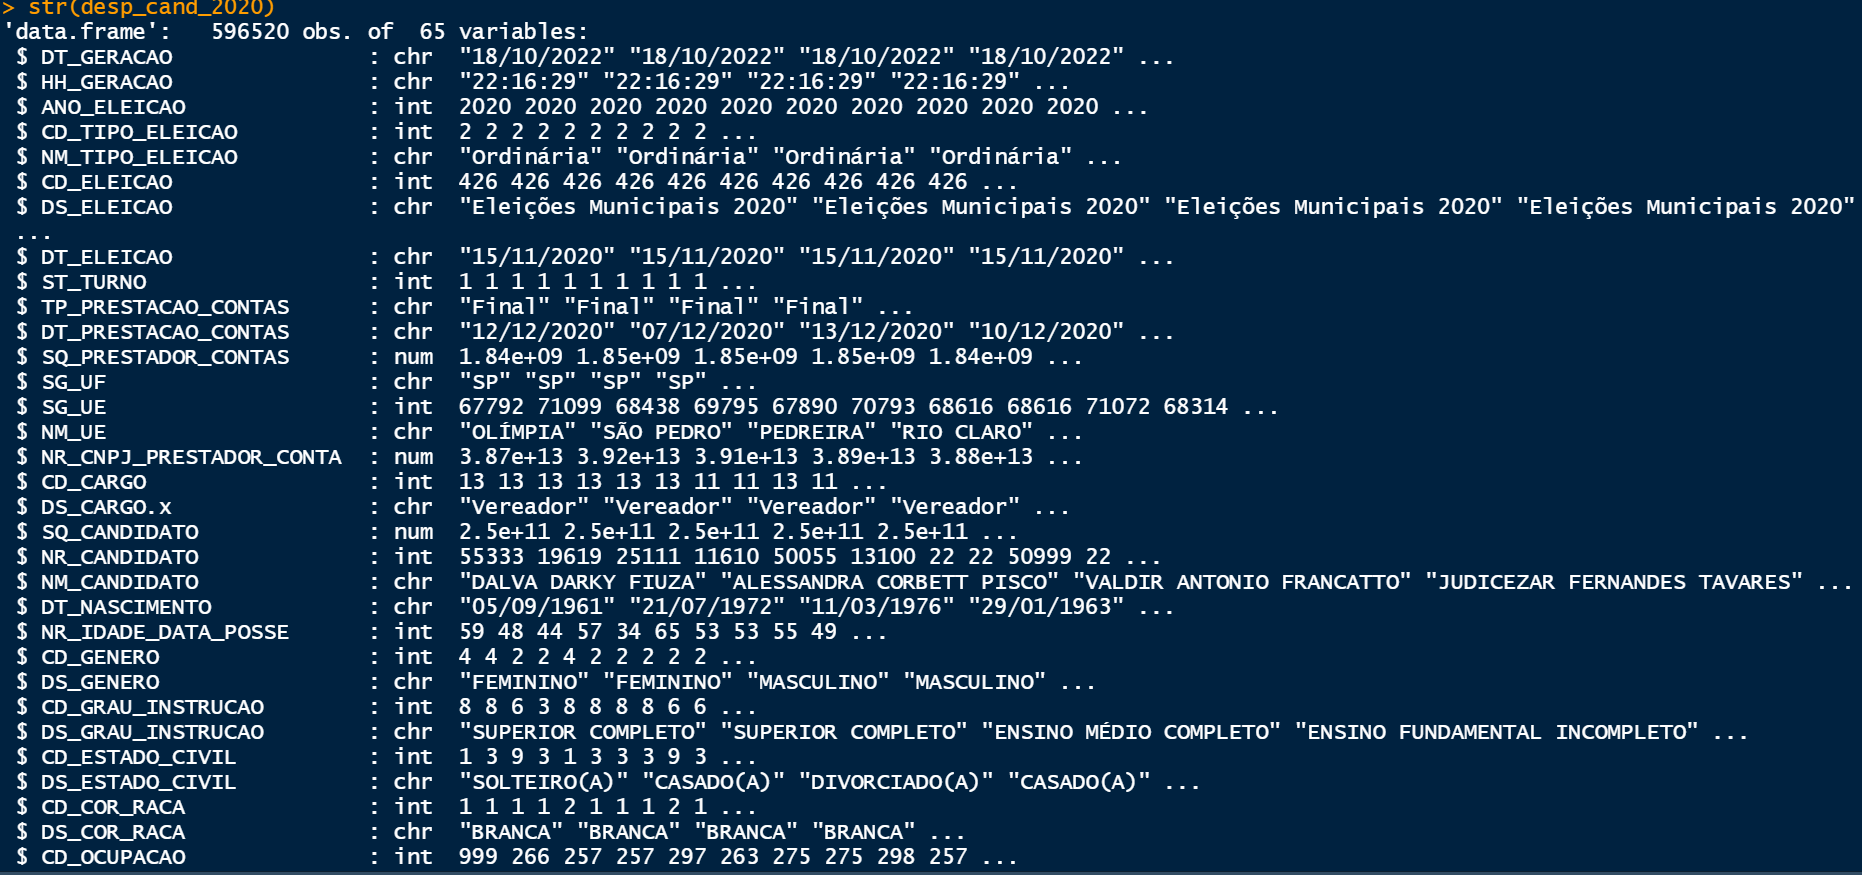 > str(desp_cand_2020)
'data.frame':   596520 obs. of  65 variables:
 $ DT_GERACAO               : chr  "18/10/2022" "18/10/2022" "18/10/2022" "18/10/2022" ...
 $ HH_GERACAO               : chr  "22:16:29" "22:16:29" "22:16:29" "22:16:29" ...
 $ ANO_ELEICAO              : int  2020 2020 2020 2020 2020 2020 2020 2020 2020 2020 ...
 $ CD_TIPO_ELEICAO          : int  2 2 2 2 2 2 2 2 2 2 ...
 $ NM_TIPO_ELEICAO          : chr  "Ordinária" "Ordinária" "Ordinária" "Ordinária" ...
 $ CD_ELEICAO               : int  426 426 426 426 426 426 426 426 426 426 ...
 $ DS_ELEICAO               : chr  "Eleições Municipais 2020" "Eleições Municipais 2020" "Eleições Municipais 2020" "Eleições Municipais 2020"
 ...
 $ DT_ELEICAO               : chr  "15/11/2020" "15/11/2020" "15/11/2020" "15/11/2020" ...
 $ ST_TURNO                 : int  1 1 1 1 1 1 1 1 1 1 ...
 $ TP_PRESTACAO_CONTAS      : chr  "Final" "Final" "Final" "Final" ...
 $ DT_PRESTACAO_CONTAS      : chr  "12/12/2020" "07/12/2020" "13/12/2020" "10/12/2020" ...
 $ SQ_PRESTADOR_CONTAS      : num  1.84e+09 1.85e+09 1.85e+09 1.85e+09 1.84e+09 ...
 $ SG_UF                    : chr  "SP" "SP" "SP" "SP" ...
 $ SG_UE                    : int  67792 71099 68438 69795 67890 70793 68616 68616 71072 68314 ...
 $ NM_UE                    : chr  "OLÍMPIA" "SÃO PEDRO" "PEDREIRA" "RIO CLARO" ...
 $ NR_CNPJ_PRESTADOR_CONTA  : num  3.87e+13 3.92e+13 3.91e+13 3.89e+13 3.88e+13 ...
 $ CD_CARGO                 : int  13 13 13 13 13 13 11 11 13 11 ...
 $ DS_CARGO.x               : chr  "Vereador" "Vereador" "Vereador" "Vereador" ...
 $ SQ_CANDIDATO             : num  2.5e+11 2.5e+11 2.5e+11 2.5e+11 2.5e+11 ...
 $ NR_CANDIDATO             : int  55333 19619 25111 11610 50055 13100 22 22 50999 22 ...
 $ NM_CANDIDATO             : chr  "DALVA DARKY FIUZA" "ALESSANDRA CORBETT PISCO" "VALDIR ANTONIO FRANCATTO" "JUDICEZAR FERNANDES TAVARES" ...
 $ DT_NASCIMENTO            : chr  "05/09/1961" "21/07/1972" "11/03/1976" "29/01/1963" ...
 $ NR_IDADE_DATA_POSSE      : int  59 48 44 57 34 65 53 53 55 49 ...
 $ CD_GENERO                : int  4 4 2 2 4 2 2 2 2 2 ...
 $ DS_GENERO                : chr  "FEMININO" "FEMININO" "MASCULINO" "MASCULINO" ...
 $ CD_GRAU_INSTRUCAO        : int  8 8 6 3 8 8 8 8 6 6 ...
 $ DS_GRAU_INSTRUCAO        : chr  "SUPERIOR COMPLETO" "SUPERIOR COMPLETO" "ENSINO MÉDIO COMPLETO" "ENSINO FUNDAMENTAL INCOMPLETO" ...
 $ CD_ESTADO_CIVIL          : int  1 3 9 3 1 3 3 3 9 3 ...
 $ DS_ESTADO_CIVIL          : chr  "SOLTEIRO(A)" "CASADO(A)" "DIVORCIADO(A)" "CASADO(A)" ...
 $ CD_COR_RACA              : int  1 1 1 1 2 1 1 1 2 1 ...
 $ DS_COR_RACA              : chr  "BRANCA" "BRANCA" "BRANCA" "BRANCA" ...
 $ CD_OCUPACAO              : int  999 266 257 257 297 263 275 275 298 257 ...